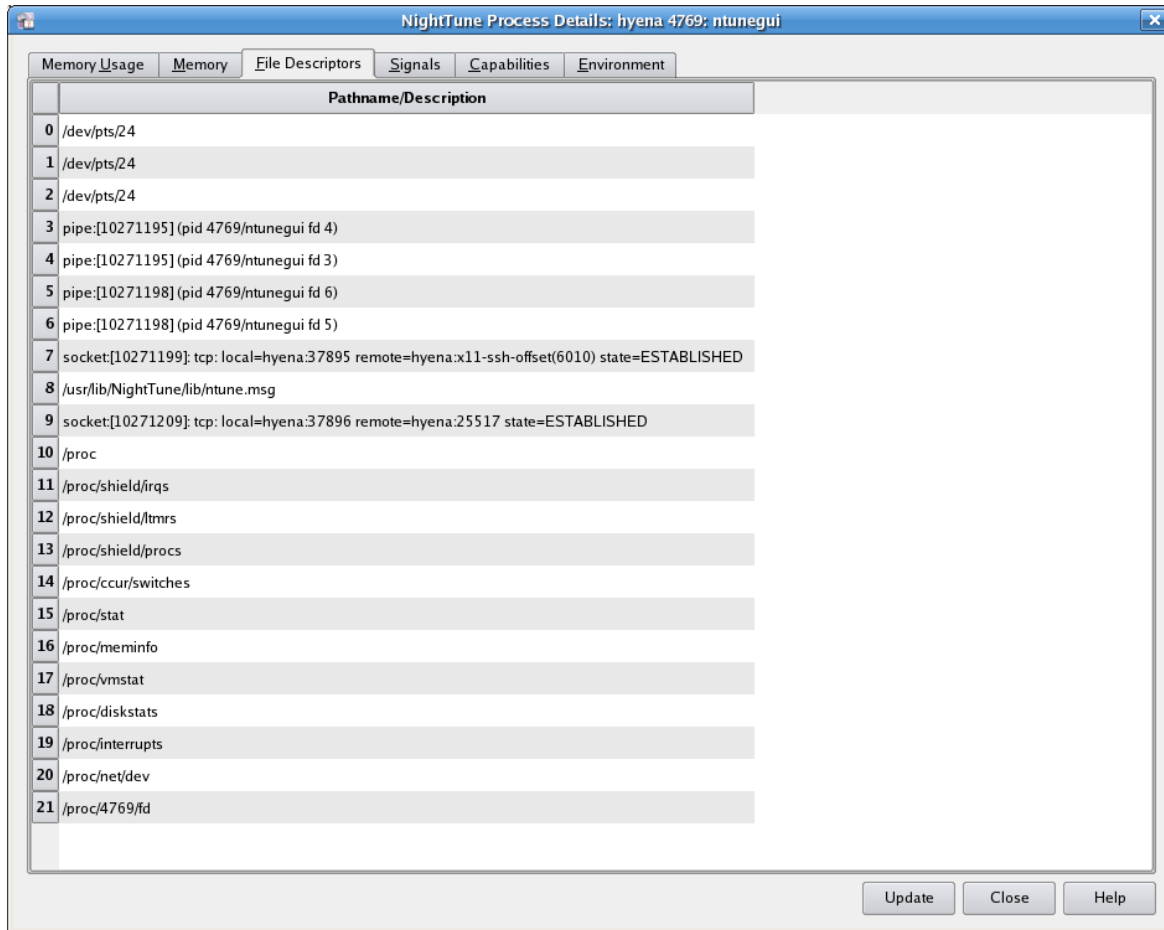 NightTune Process Details: hyena 4769: ntunegui
Memory Usage Memory File Descriptors Signals Capabilities Environment
Pathname/Description
0 /dev/pts/24
1 /dev/pts/24
2 /dev/pts/24
3 pipe:[10271195] (pid 4769/ntunegui fd 4)
4 pipe:[10271195] (pid 4769/ntunegui fd 3)
5 pipe:[10271198] (pid 4769/ntunegui fd 6)
6 pipe:[10271198] (pid 4769/ntunegui fd 5)
7 socket:[10271199]: tcp: local=hyena:37895 remote=hyena:x11-ssh-offset(6010) state=ESTABLISHED
8 /usr/lib/NightTune/lib/ntune.msg
9 socket:[10271209]: tcp: local=hyena:37896 remote=hyena:25517 state=ESTABLISHED
10 /proc
11 /proc/shield/irqs
12 /proc/shield/ltmrs
13 /proc/shield/procs
14 /proc/ccur/switches
15 /proc/stat
16 /proc/meminfo
17 /proc/vmstat
18 /proc/diskstats
19 /proc/interrupts
20 /proc/net/dev
21 /proc/4769/fd
Update Close Help